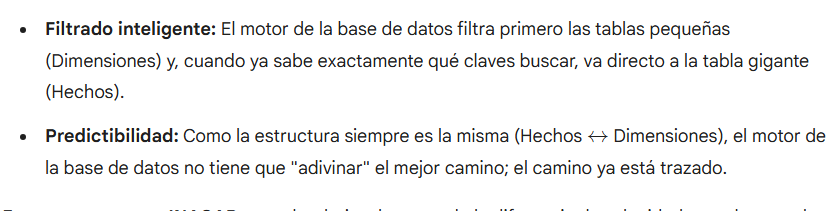 • Filtrado inteligente: El motor de la base de datos filtra primero las tablas pequeñas
(Dimensiones) y, cuando ya sabe exactamente qué claves buscar, va directo a la tabla gigante
(Hechos).
• Predictibilidad: Como la estructura siempre es la misma (Hechos ↔ Dimensiones), el motor de
la base de datos no tiene que "adivinar" el mejor camino; el camino ya está trazado.